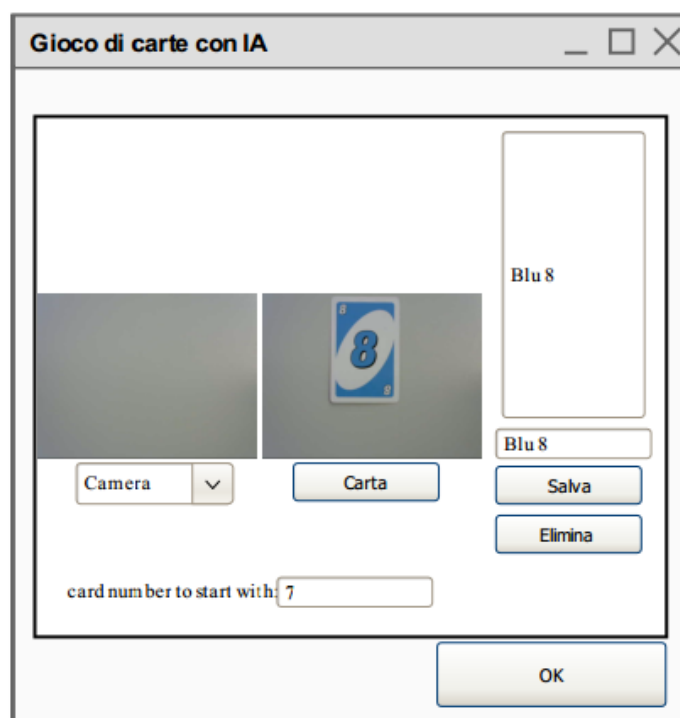 Gioco di carte con IA
Blu 8
8
8
8
Blu 8
Camera
Carta
Salva
Elimina
card number to start with: 7
OK